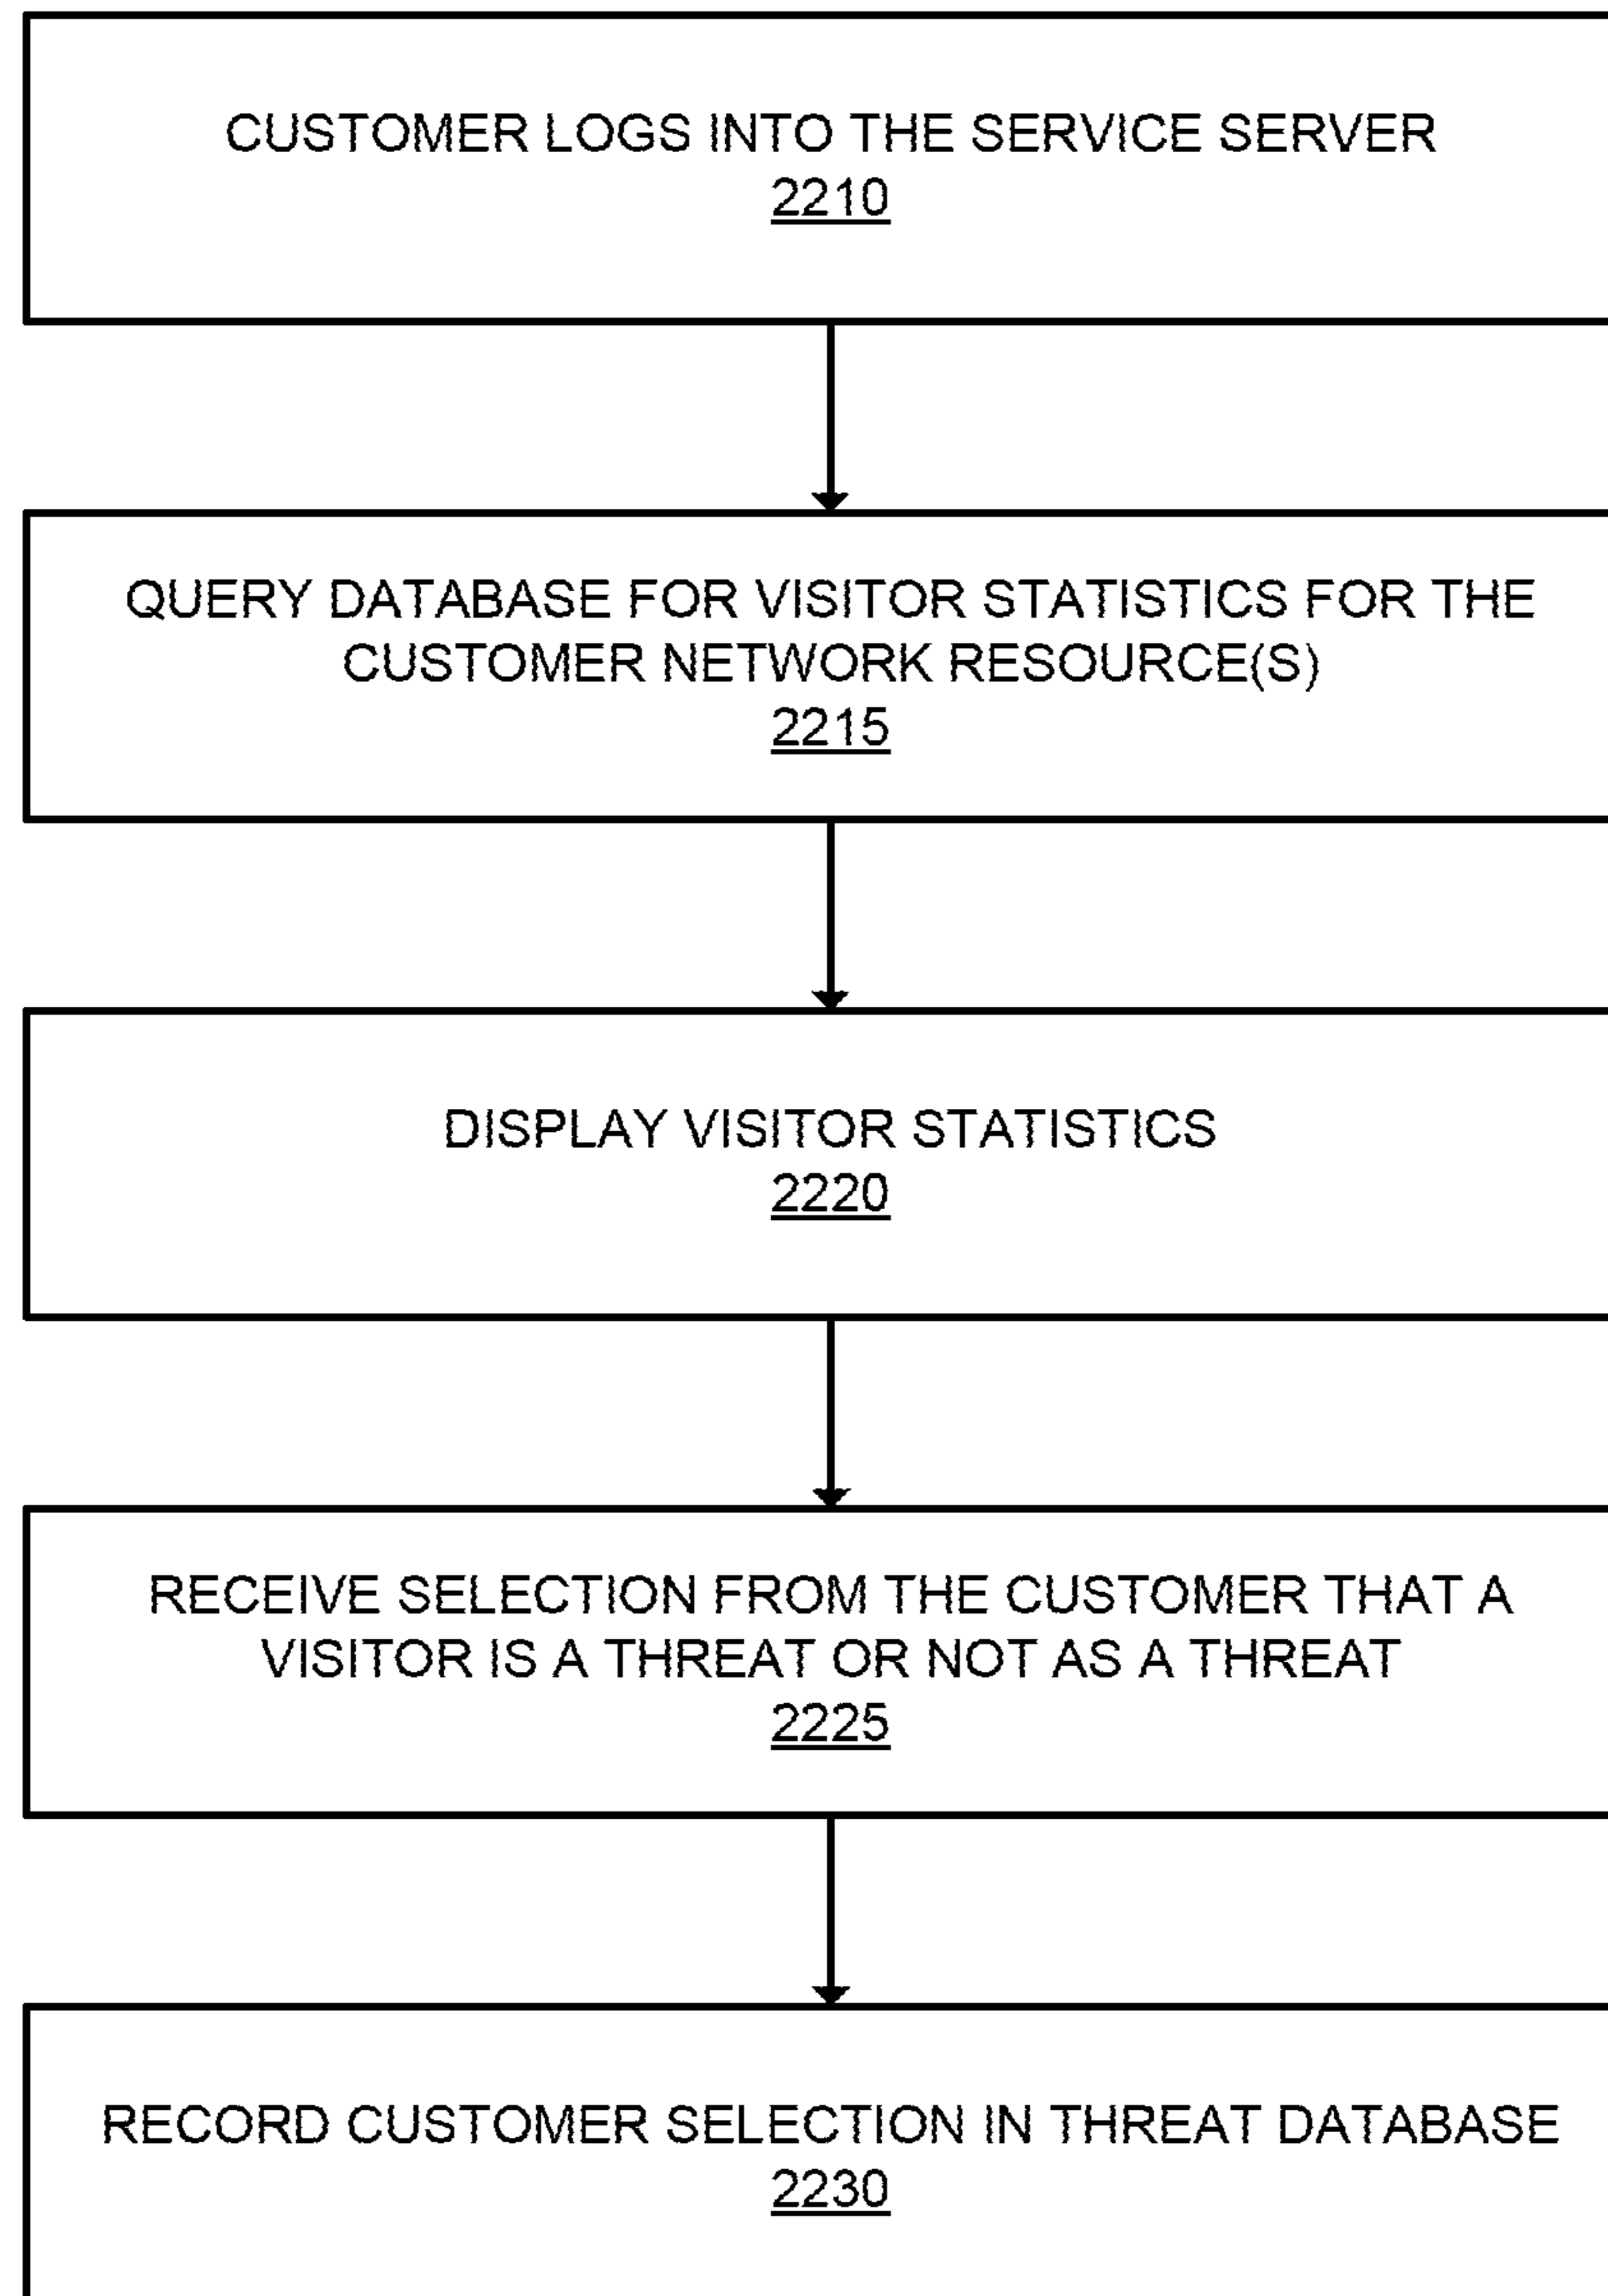 CUSTOMER LOGS INTO THE SERVICE SERVER
2210
QUERY DATABASE FOR VISITOR STATISTICS FOR THE
CUSTOMER NETWORK RESOURCE(S)
2215
DISPLAY VISITOR STATISTICS
2220
RECEIVE SELECTION FROM THE CUSTOMER THAT A
VISITOR IS A THREAT OR NOT AS A THREAT
2225
RECORD CUSTOMER SELECTION IN THREAT DATABASE
2230